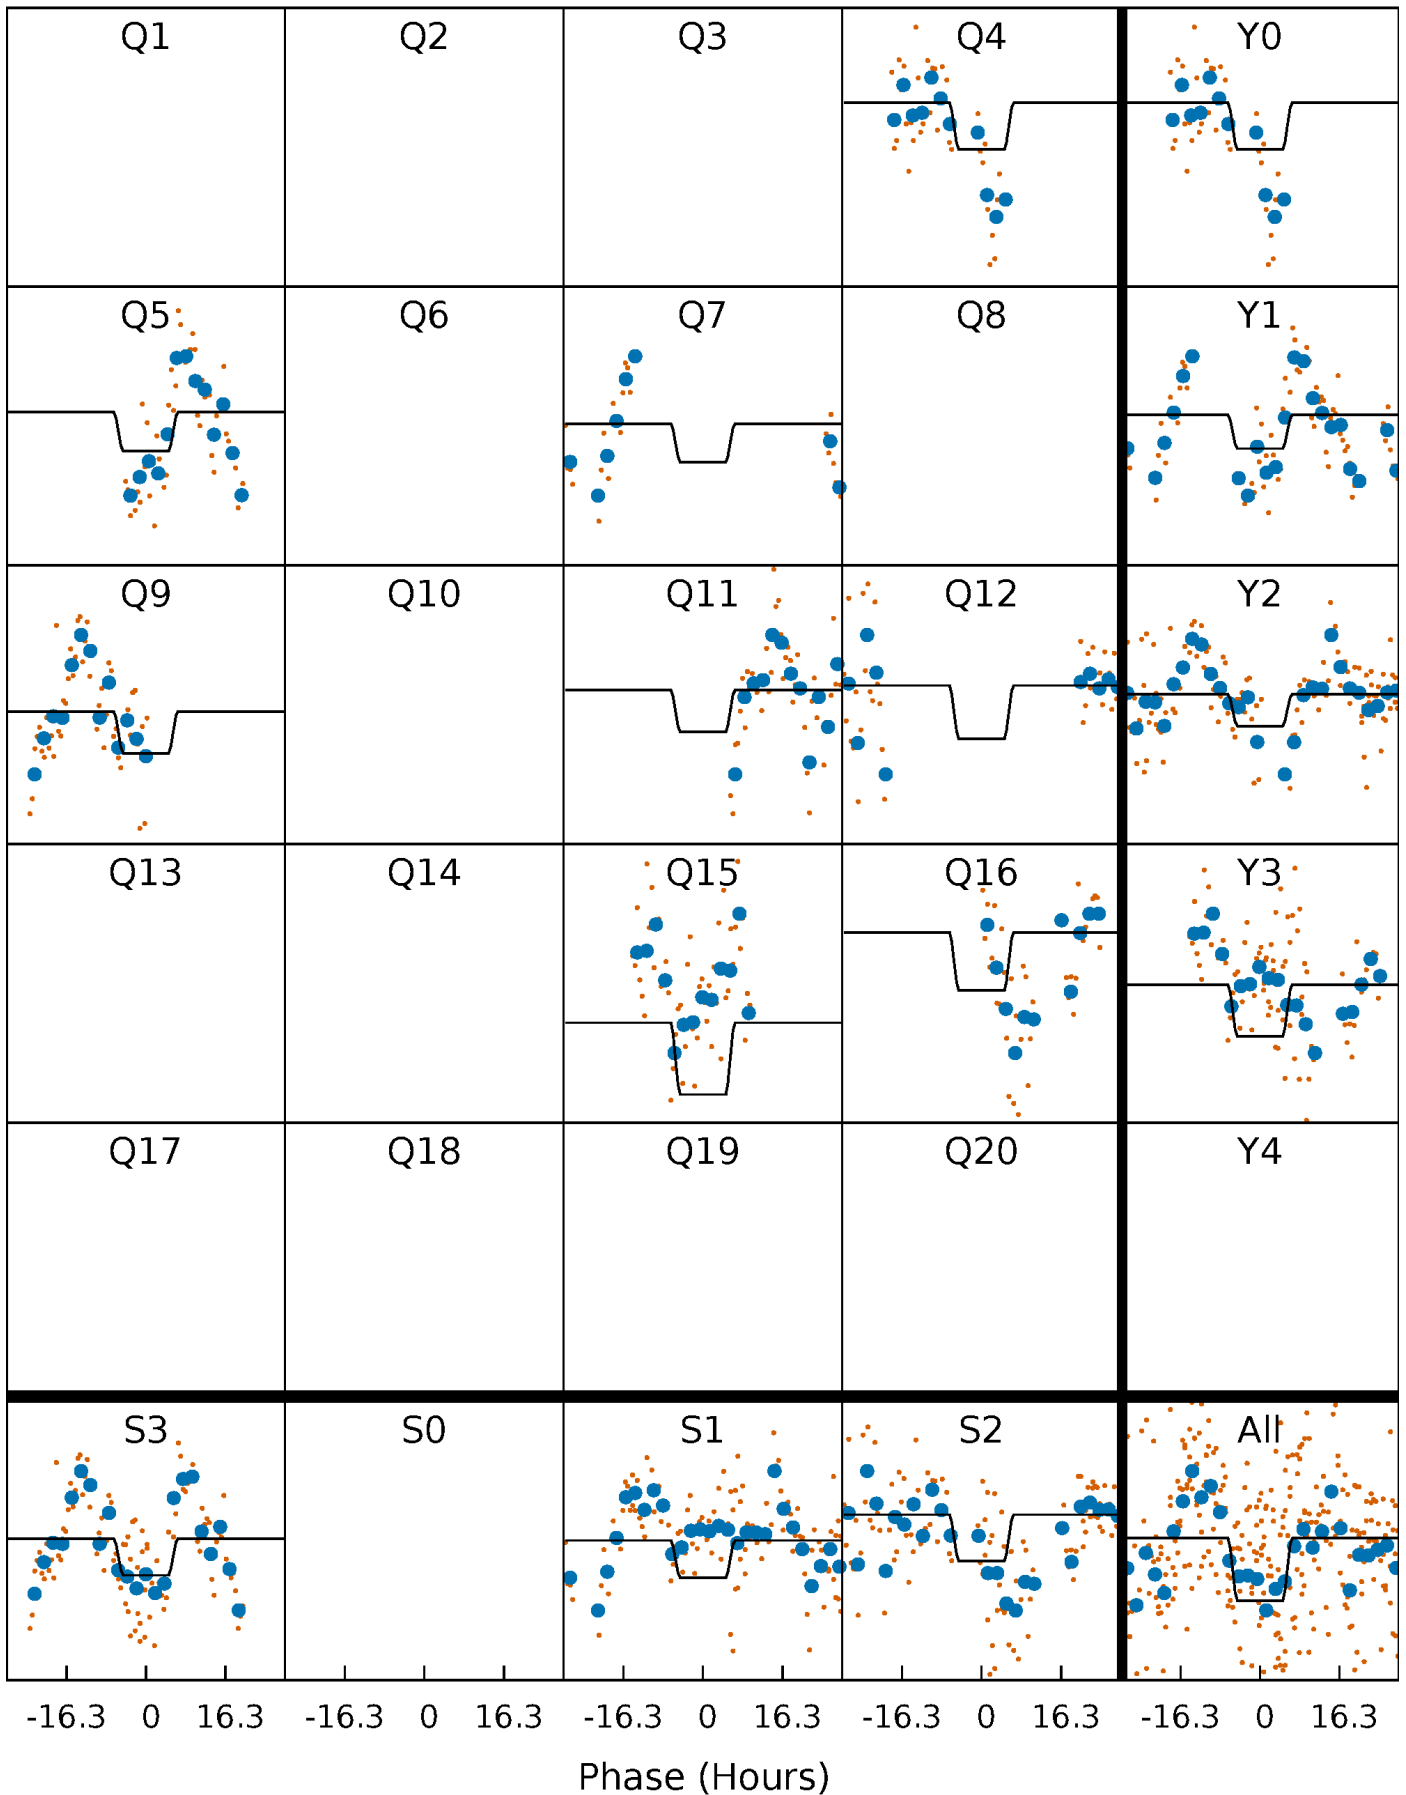 Q1 Q2 Q3 Q4 Y0
Q5 Q6 Q7 Q8 Y1
Q9 Q10 Q11 Q12 Y2
Q13 Q14 Q15 Q16 Y3
Q17 Q18 Q19 Q20 Y4
S3 S0 S1 S2 All
-16.3 0 16.3 -16.3 0 16.3 -16.3 0 16.3 -16.3 0 16.3 -16.3 0 16.3
Phase (Hours)